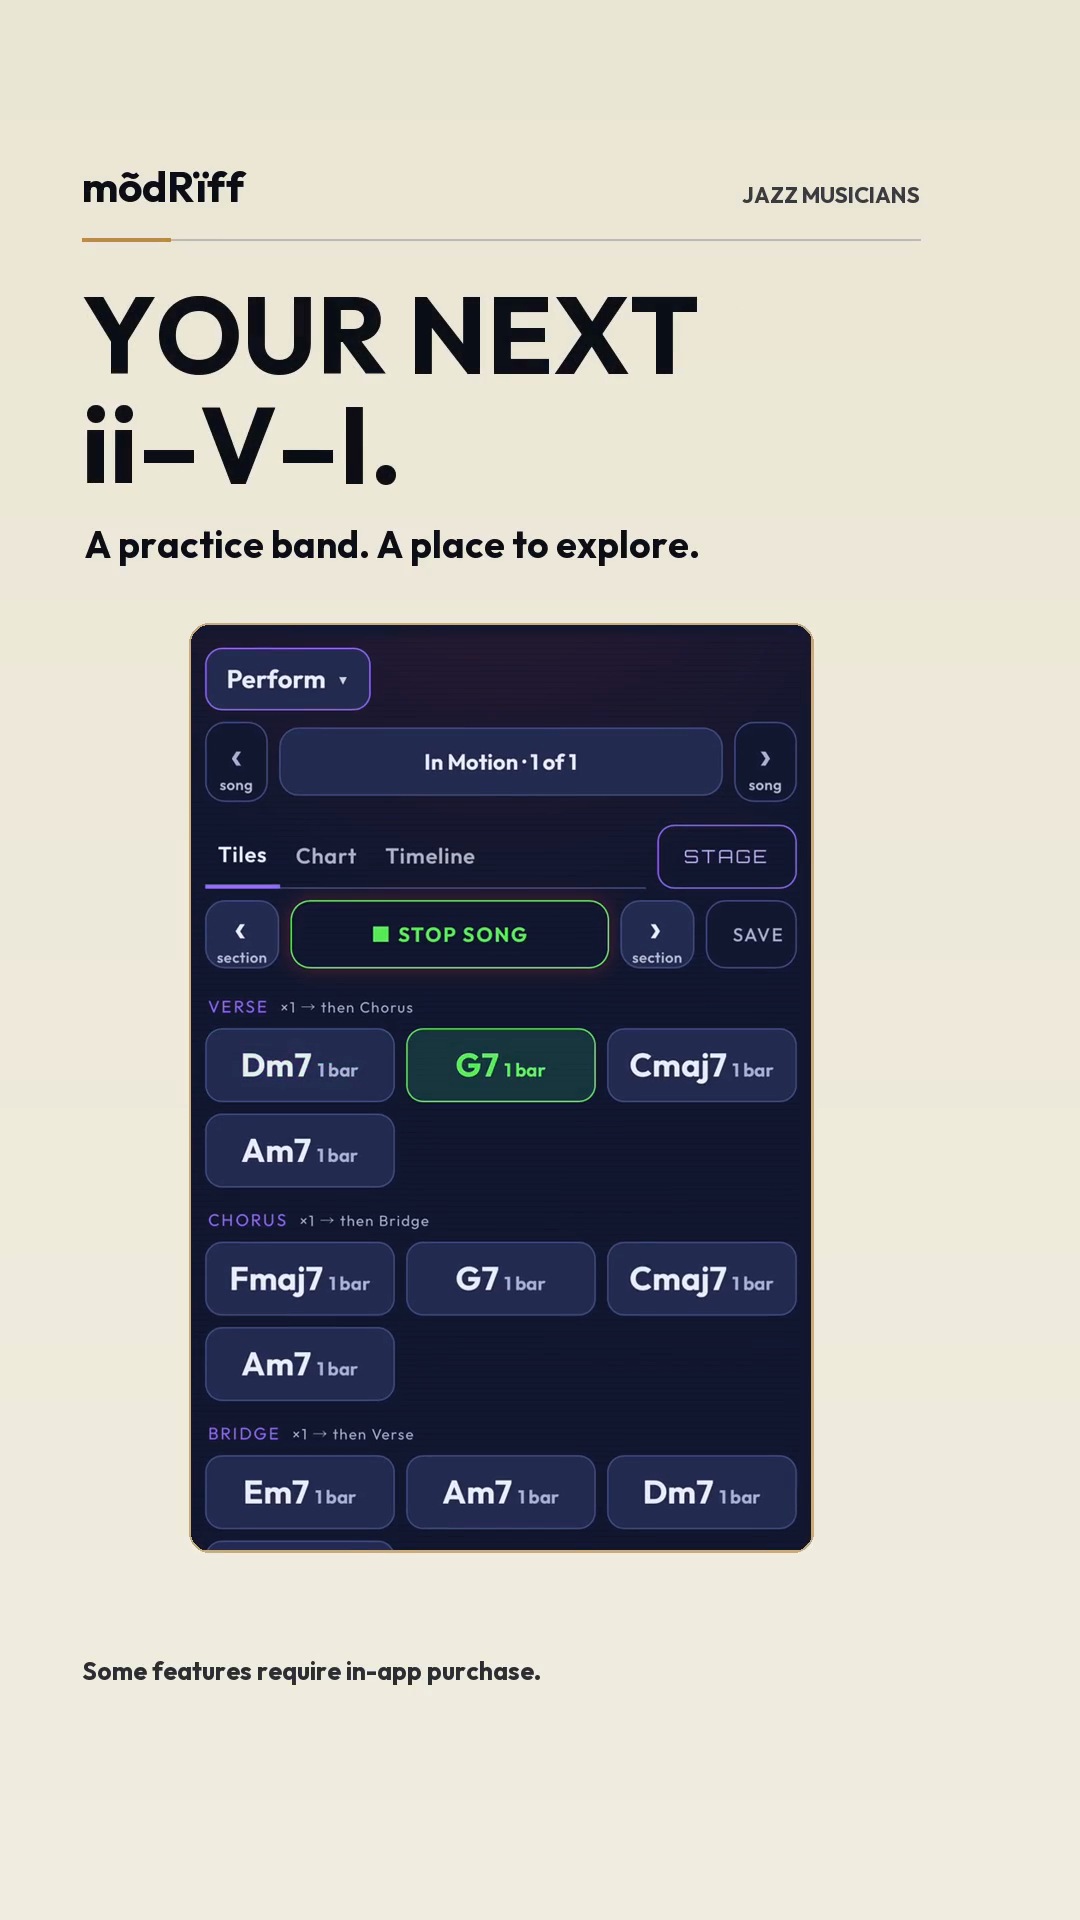 mõdRïff
JAZZ MUSICIANS
YOUR NEXT
ii–V–I.
A practice band. A place to explore.
Perform ▾
‹
song
In Motion · 1 of 1
›
song
Tiles
Chart
Timeline
STAGE
‹
section
■ STOP SONG
›
section
SAVE
VERSE ×1 → then Chorus
Dm7 1 bar
G7 1 bar
Cmaj7 1 bar
Am7 1 bar
CHORUS ×1 → then Bridge
Fmaj7 1 bar
G7 1 bar
Cmaj7 1 bar
Am7 1 bar
BRIDGE ×1 → then Verse
Em7 1 bar
Am7 1 bar
Dm7 1 bar
Some features require in-app purchase.